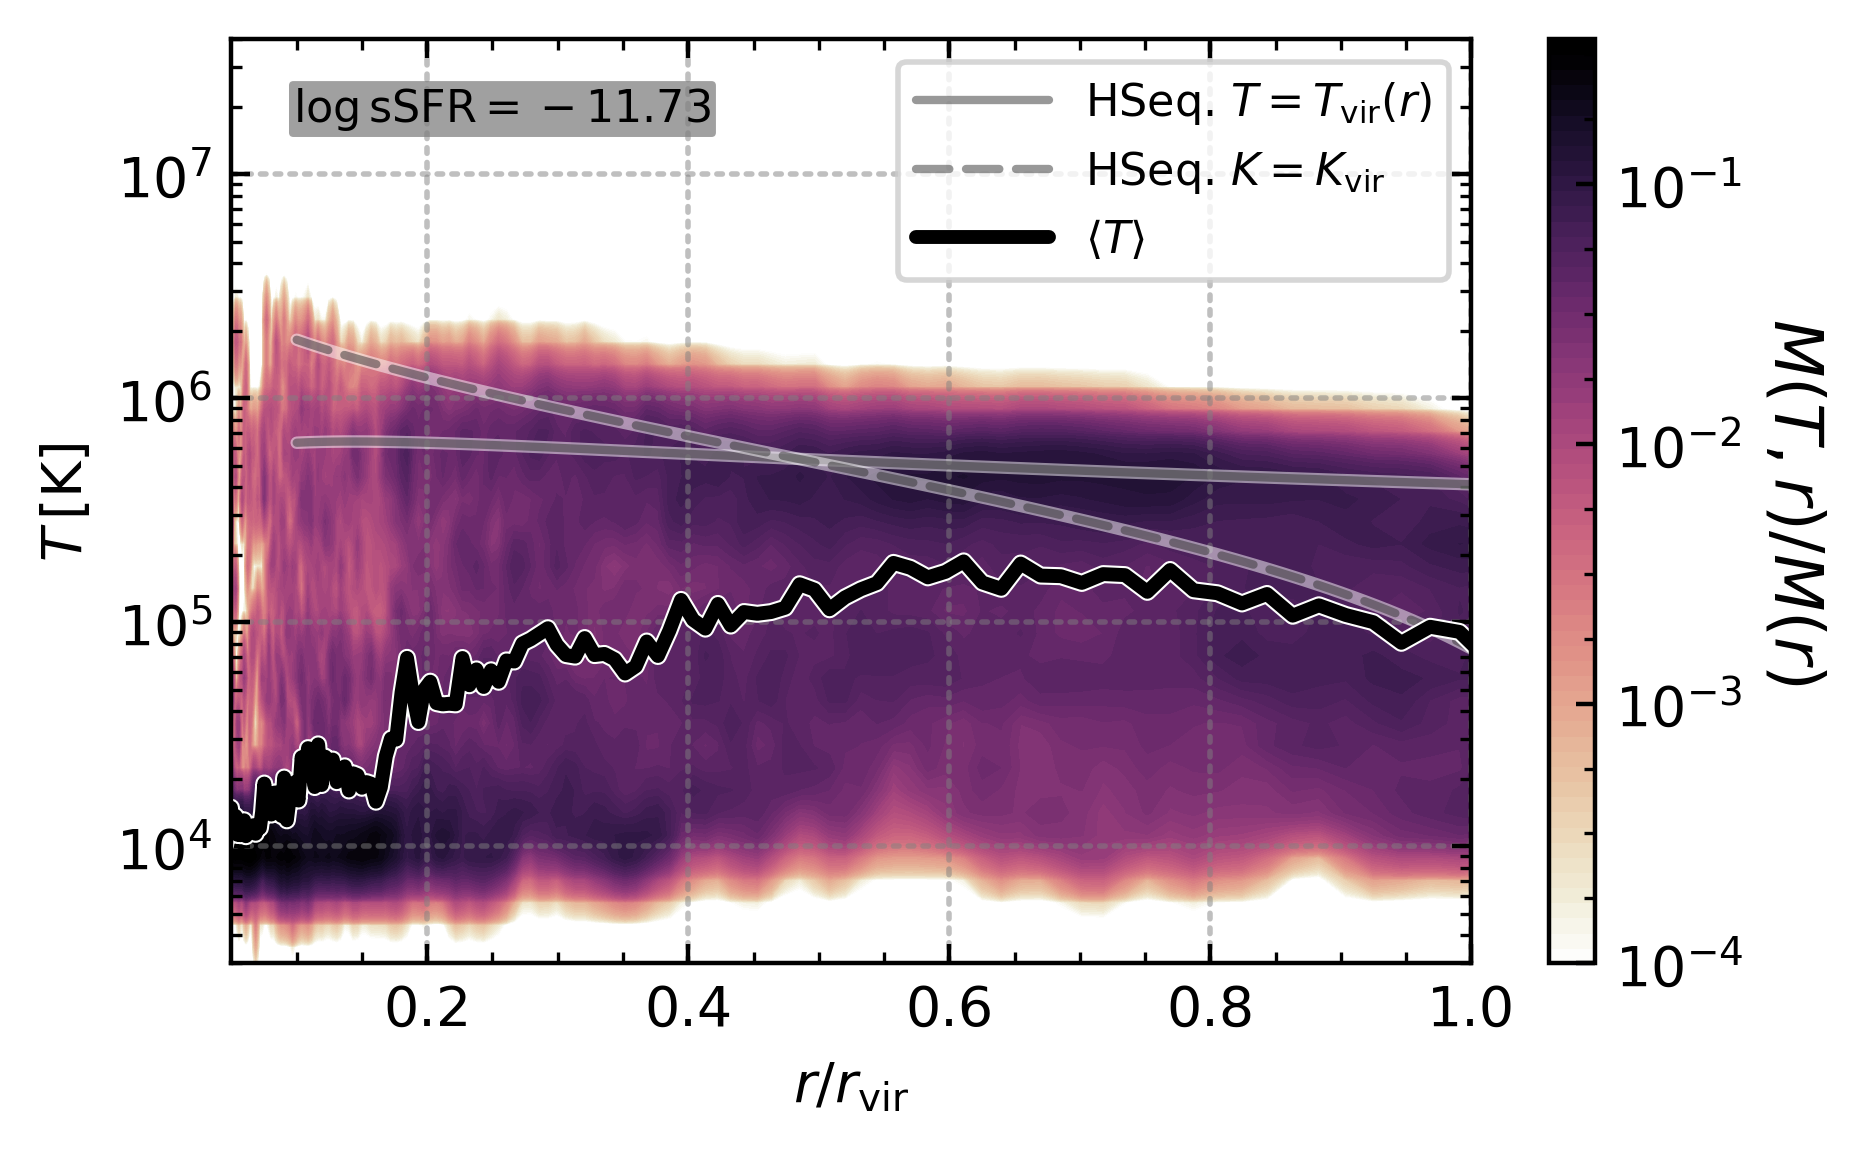 log sSFR = −11.73
HSeq. T = T_vir(r)
HSeq. K = K_vir
⟨T⟩
10^7
10^6
10^5
10^4
T [K]
0.2 0.4 0.6 0.8 1.0
r/r_vir
10^−1
10^−2
10^−3
10^−4
M(T, r)/M(r)